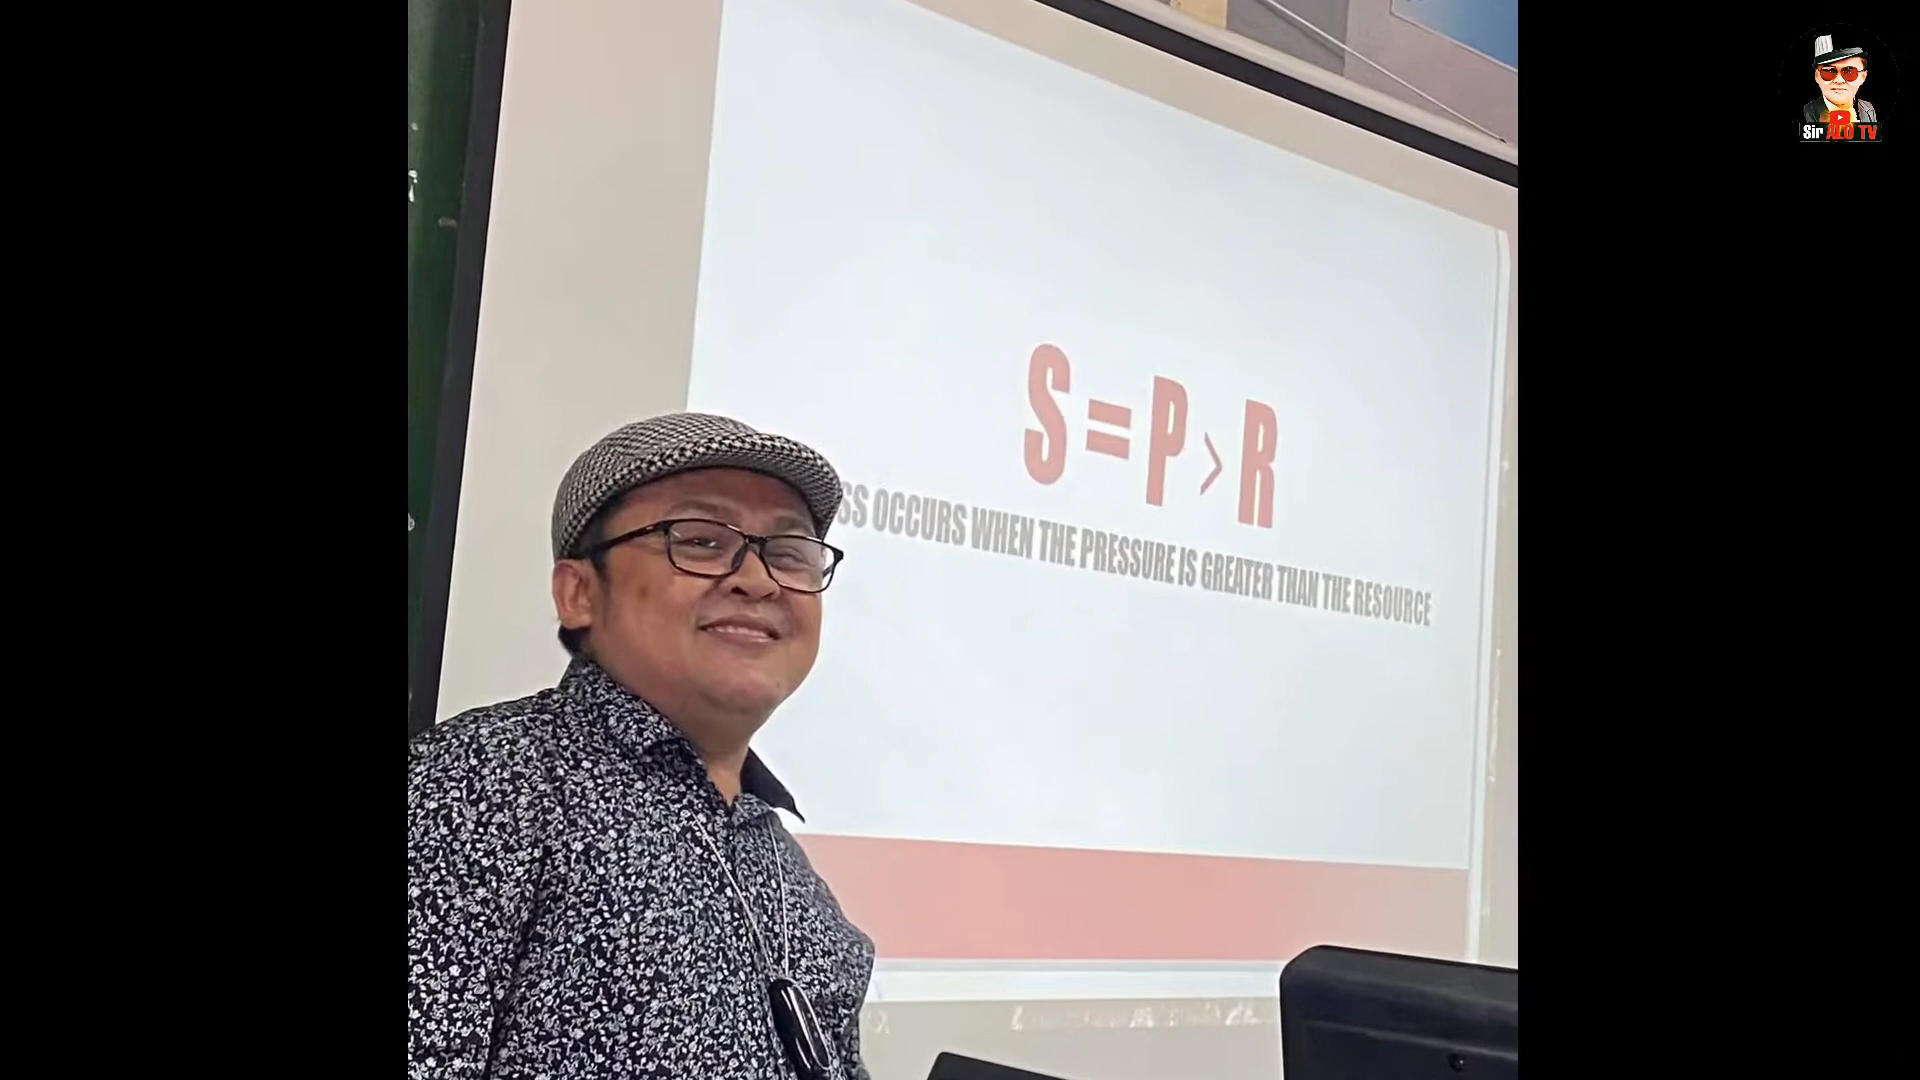 Sir ALO TV
S = P > R
SS OCCURS WHEN THE PRESSURE IS GREATER THAN THE RESOURCE